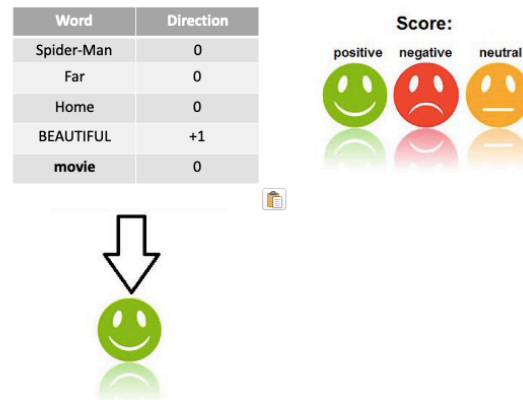 Word Direction
Spider-Man 0
Far 0
Home 0
BEAUTIFUL +1
movie 0
Score:
positive negative neutral